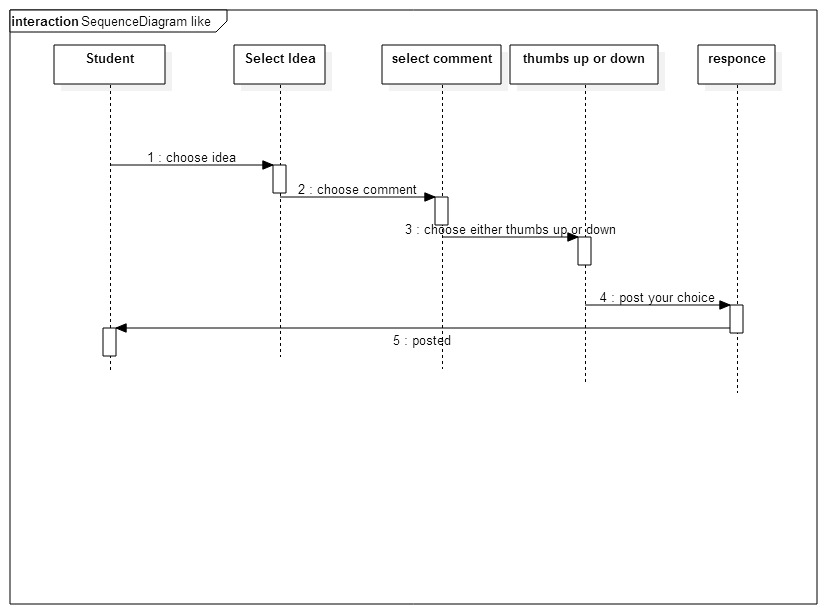 interaction SequenceDiagram like
Student
Select Idea
select comment
thumbs up or down
responce
1 : choose idea
2 : choose comment
3 : choose either thumbs up or down
4 : post your choice
5 : posted